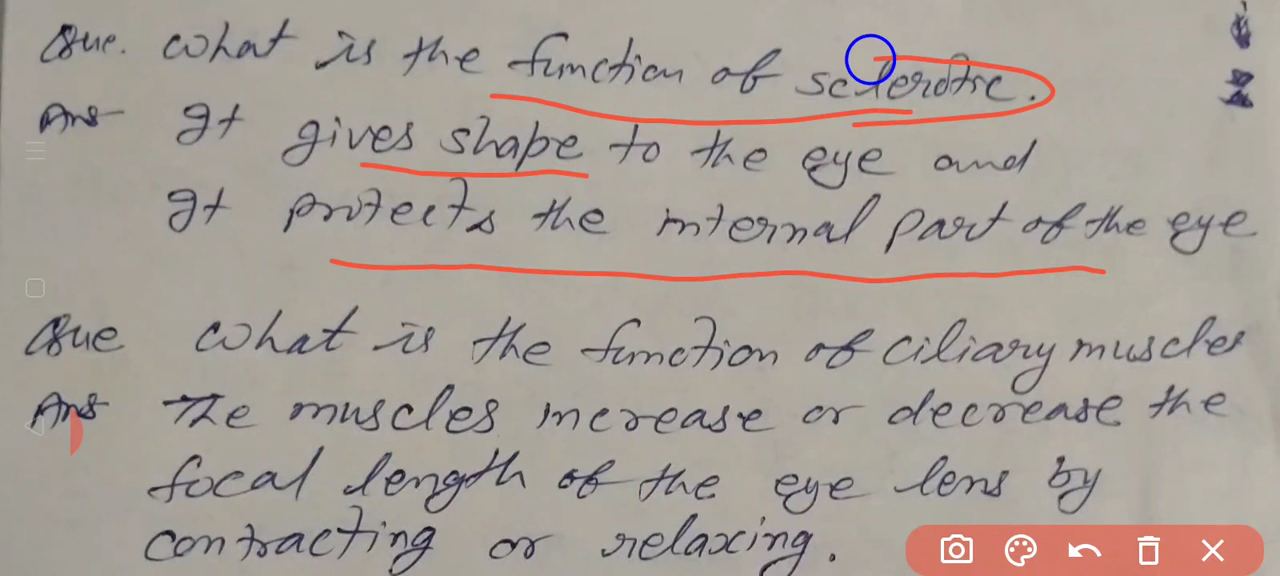 Que. What is the function of sclerotic.
Ans It gives shape to the eye and
It protects the internal part of the eye
Que What is the function of ciliary muscles
Ans The muscles increase or decrease the
focal length of the eye lens by
contracting or relaxing.